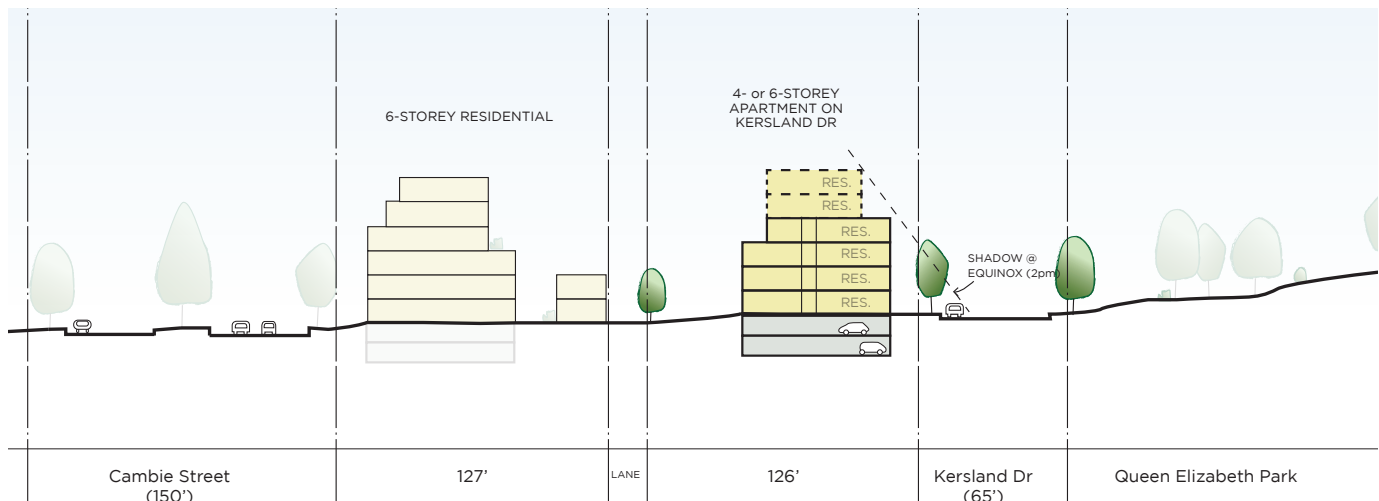 6-STOREY RESIDENTIAL
4- or 6-STOREY
APARTMENT ON
KERSLAND DR
RES.
RES.
RES.
RES.
RES.
RES.
SHADOW @
EQUINOX (2pm)
Cambie Street
(150')
127'
LANE
126'
Kersland Dr
(65')
Queen Elizabeth Park